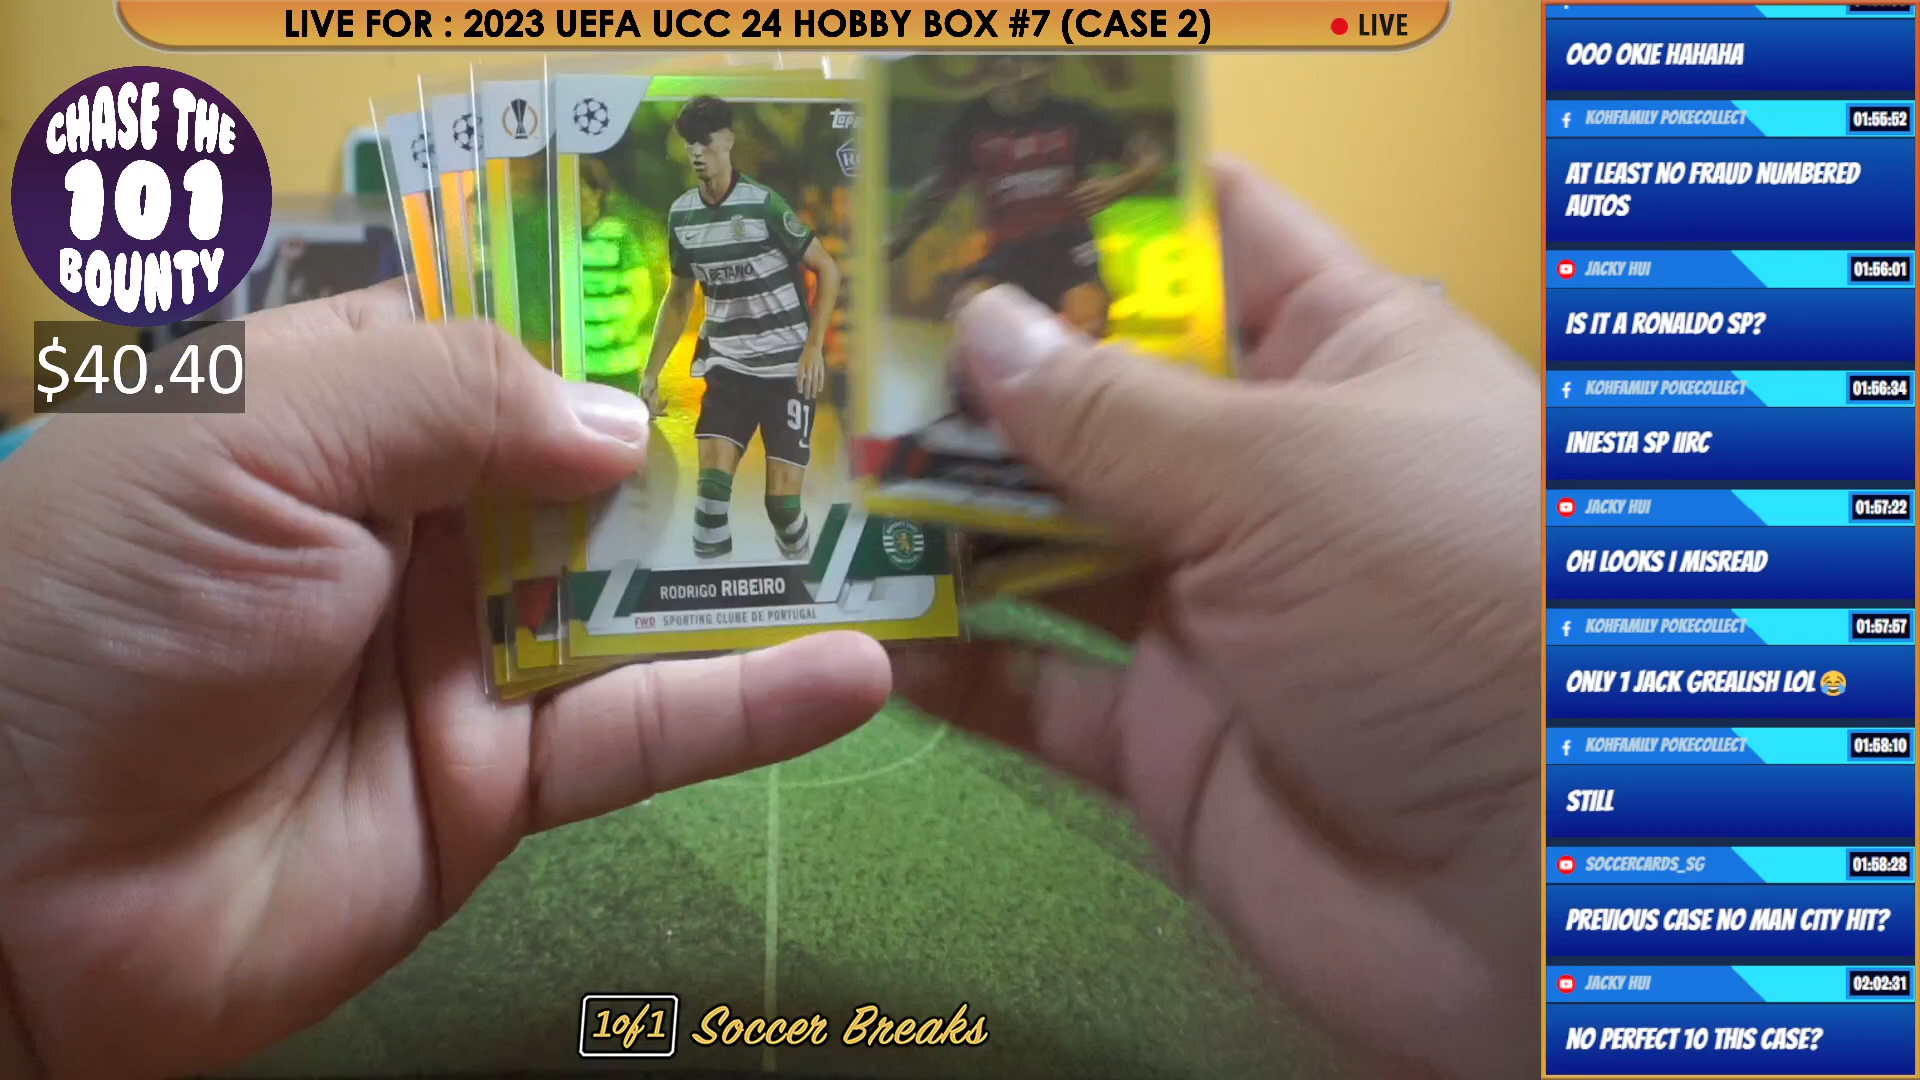 LIVE FOR : 2023 UEFA UCC 24 HOBBY BOX #7 (CASE 2)
LIVE
CHASE THE
101
BOUNTY
$40.40
topps
BETANO
91
RODRIGO RIBEIRO
FWD SPORTING CLUBE DE PORTUGAL
1of1 Soccer Breaks
OOO OKIE HAHAHA
KOHFAMILY POKECOLLECT 01:55:52
AT LEAST NO FRAUD NUMBERED
AUTOS
JACKY HUI 01:56:01
IS IT A RONALDO SP?
KOHFAMILY POKECOLLECT 01:56:34
INIESTA SP IIRC
JACKY HUI 01:57:22
OH LOOKS I MISREAD
KOHFAMILY POKECOLLECT 01:57:57
ONLY 1 JACK GREALISH LOL 😂
KOHFAMILY POKECOLLECT 01:58:10
STILL
SOCCERCARDS_SG 01:58:28
PREVIOUS CASE NO MAN CITY HIT?
JACKY HUI 02:02:31
NO PERFECT 10 THIS CASE?